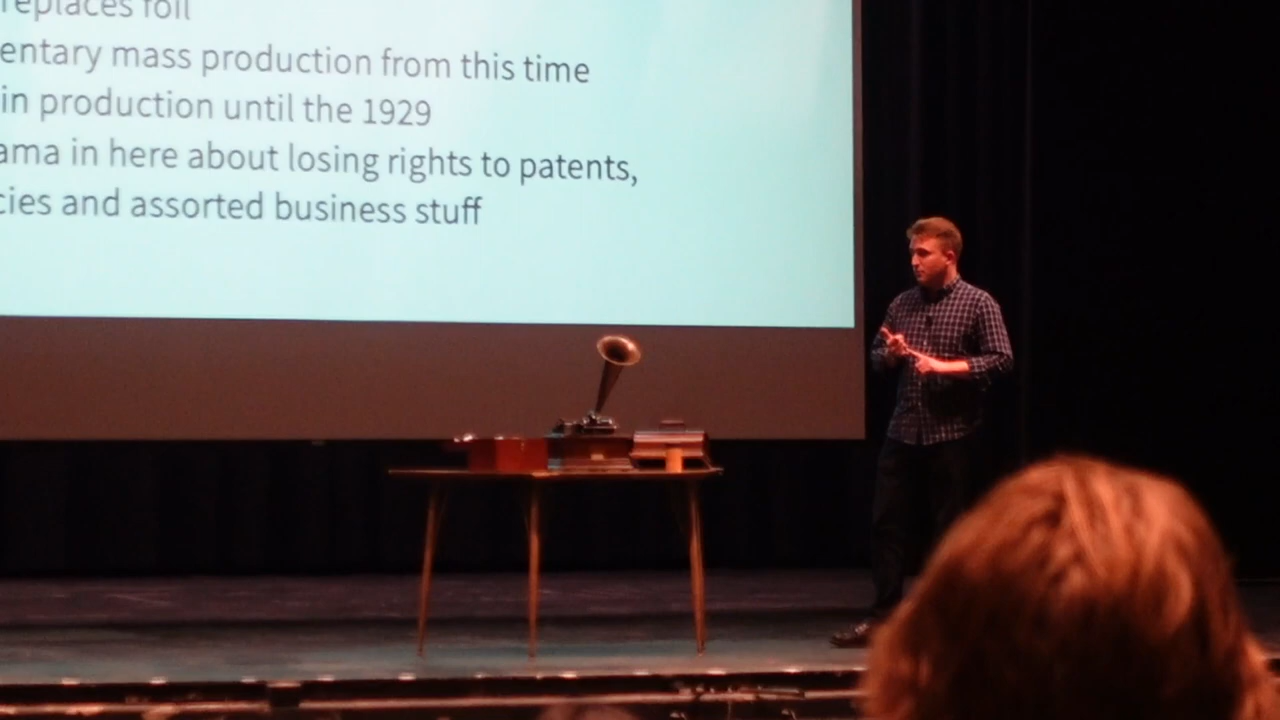 replaces foil
entary mass production from this time
in production until the 1929
ama in here about losing rights to patents,
cies and assorted business stuff